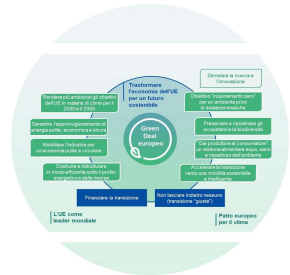 Trasformare
l'economia dell'UE
per un futuro
sostenibile
Stimolare la ricerca e
l'innovazione
Rendere più ambiziosi gli obiettivi
dell'UE in materia di clima per il
2030 e il 2050
Obiettivo "inquinamento zero"
per un ambiente privo
di sostanze tossiche
Garantire l'approvvigionamento di
energia pulita, economica e sicura
Preservare e ripristinare gli
ecosistemi e la biodiversità
Green
Deal
europeo
Mobilitare l'industria per
un'economia pulita e circolare
"Dal produttore al consumatore":
un sistema alimentare equo, sano
e rispettoso dell'ambiente
Costruire e ristrutturare
in modo efficiente sotto il profilo
energetico e delle risorse
Accelerare la transizione
verso una mobilità sostenibile
e intelligente
Finanziare la transizione
Non lasciare indietro nessuno
(transizione "giusta")
L'UE come
leader mondiale
Patto europeo
per il clima